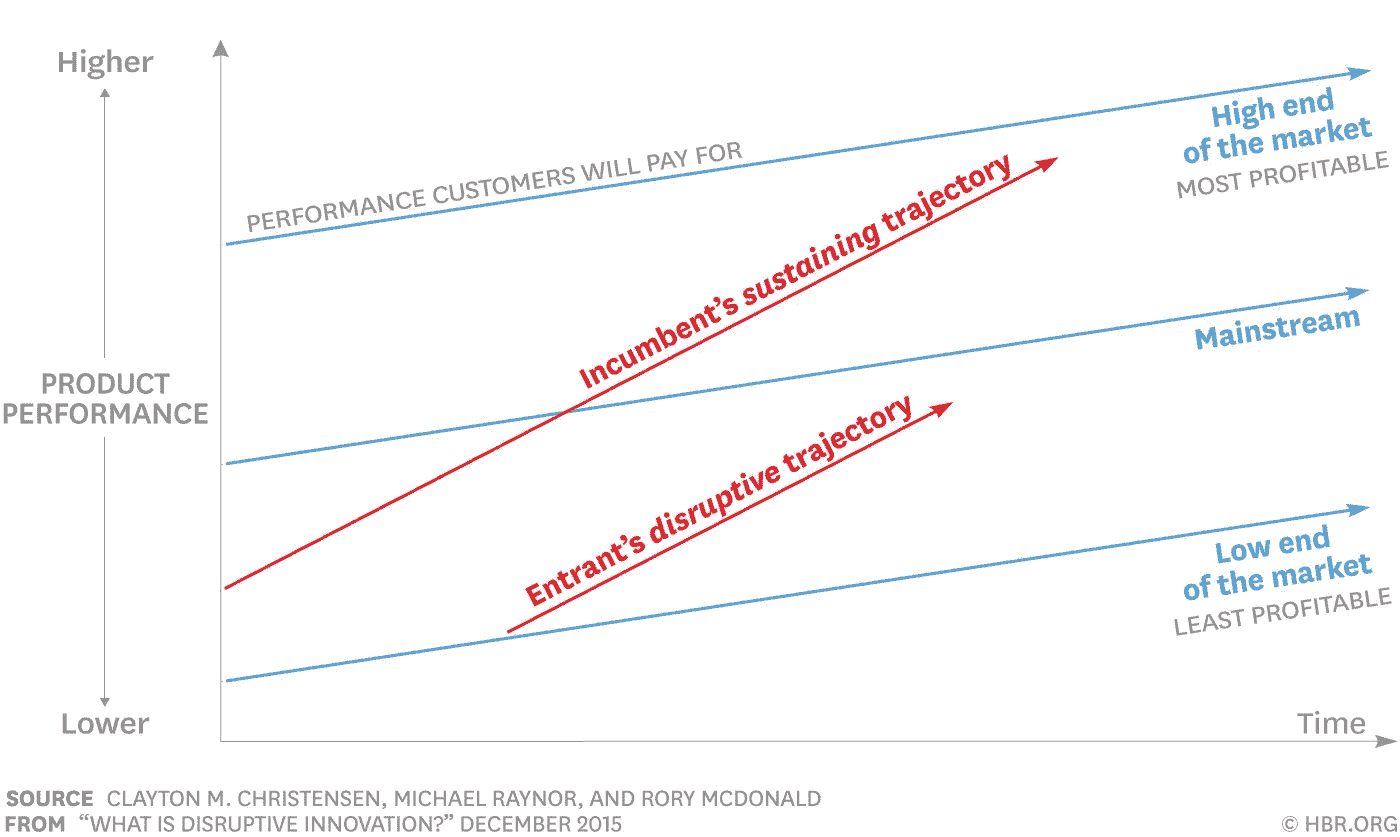 Higher
PERFORMANCE CUSTOMERS WILL PAY FOR
High end
of the market
MOST PROFITABLE
Incumbent’s sustaining trajectory
Mainstream
PRODUCT
PERFORMANCE
Entrant’s disruptive trajectory
Low end
of the market
LEAST PROFITABLE
Lower
Time
SOURCE CLAYTON M. CHRISTENSEN, MICHAEL RAYNOR, AND RORY MCDONALD
FROM “WHAT IS DISRUPTIVE INNOVATION?” DECEMBER 2015
© HBR.ORG